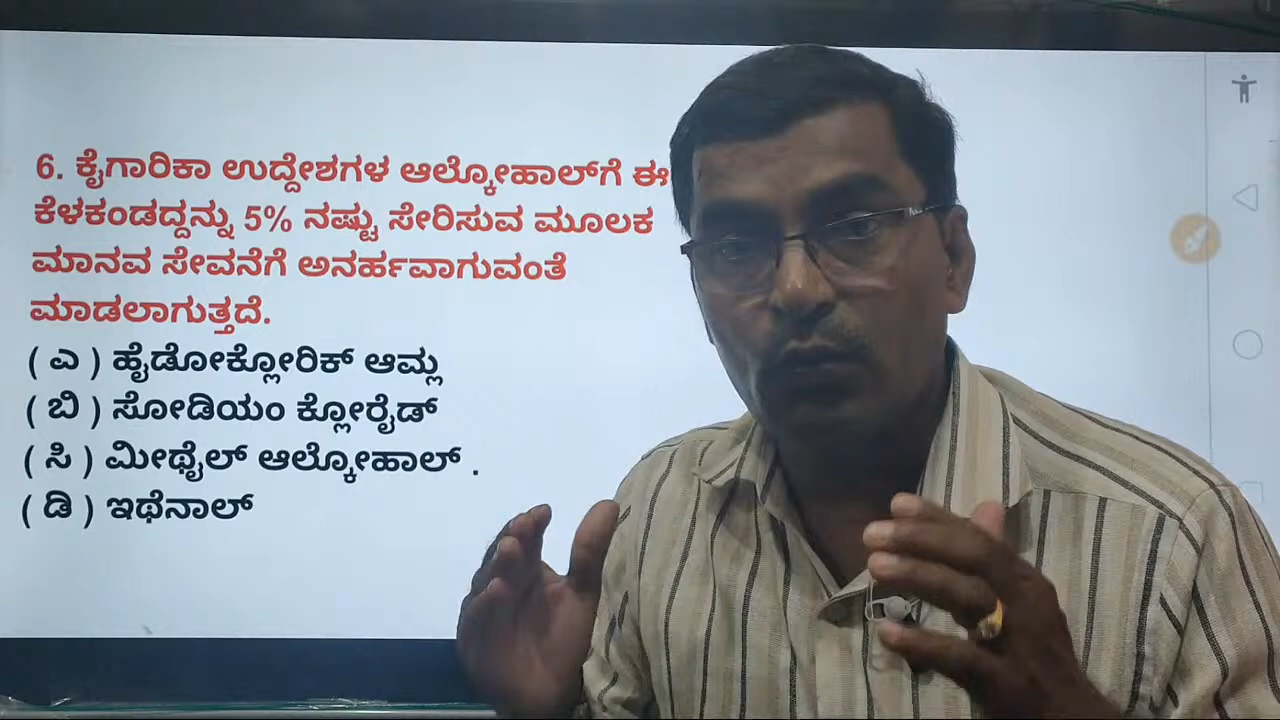 6. ಕೈಗಾರಿಕಾ ಉದ್ದೇಶಗಳ ಆಲ್ಕೋಹಾಲ್‌ಗೆ ಈ
ಕೆಳಕಂಡದ್ದನ್ನು 5% ನಷ್ಟು ಸೇರಿಸುವ ಮೂಲಕ
ಮಾನವ ಸೇವನೆಗೆ ಅನರ್ಹವಾಗುವಂತೆ
ಮಾಡಲಾಗುತ್ತದೆ.
( ಎ ) ಹೈಡೋಕ್ಲೋರಿಕ್ ಆಮ್ಲ
( ಬಿ ) ಸೋಡಿಯಂ ಕ್ಲೋರೈಡ್
( ಸಿ ) ಮೀಥೈಲ್ ಆಲ್ಕೋಹಾಲ್ .
( ಡಿ ) ಇಥೆನಾಲ್